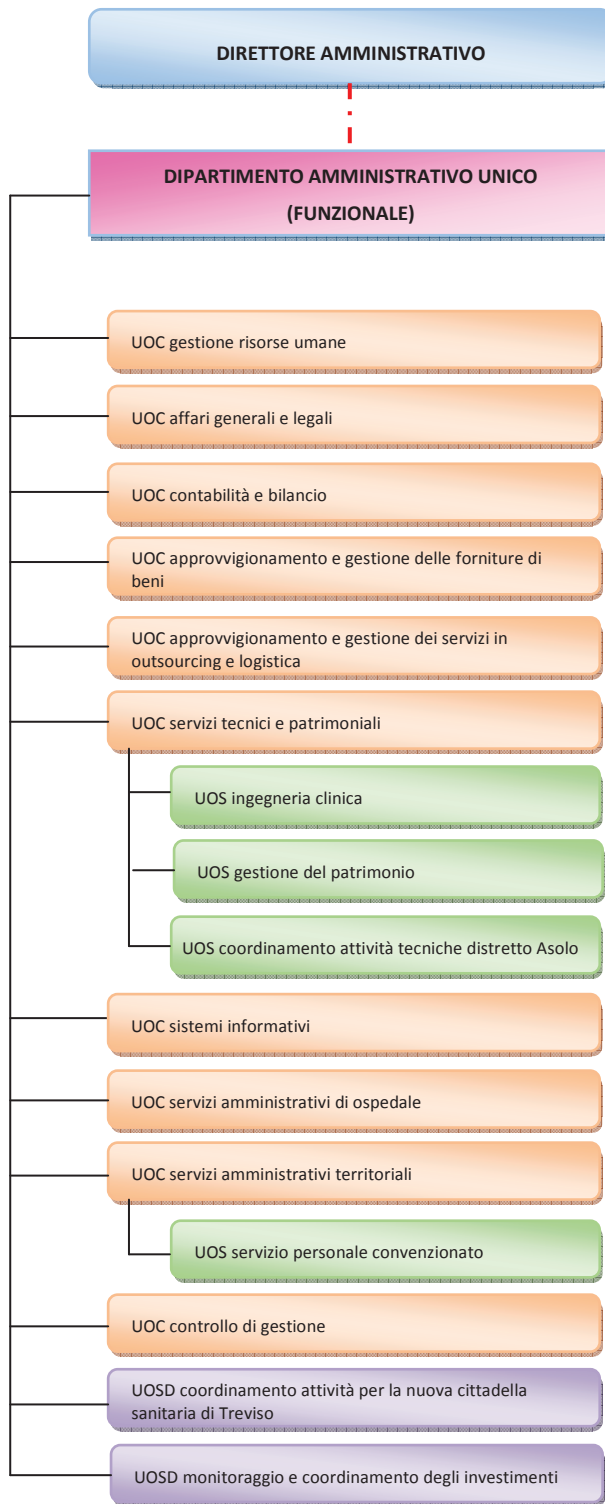 DIRETTORE AMMINISTRATIVO
DIPARTIMENTO AMMINISTRATIVO UNICO
(FUNZIONALE)
UOC gestione risorse umane
UOC affari generali e legali
UOC contabilità e bilancio
UOC approvvigionamento e gestione delle forniture di
beni
UOC approvvigionamento e gestione dei servizi in
outsourcing e logistica
UOC servizi tecnici e patrimoniali
UOS ingegneria clinica
UOS gestione del patrimonio
UOS coordinamento attività tecniche distretto Asolo
UOC sistemi informativi
UOC servizi amministrativi di ospedale
UOC servizi amministrativi territoriali
UOS servizio personale convenzionato
UOC controllo di gestione
UOSD coordinamento attività per la nuova cittadella
sanitaria di Treviso
UOSD monitoraggio e coordinamento degli investimenti